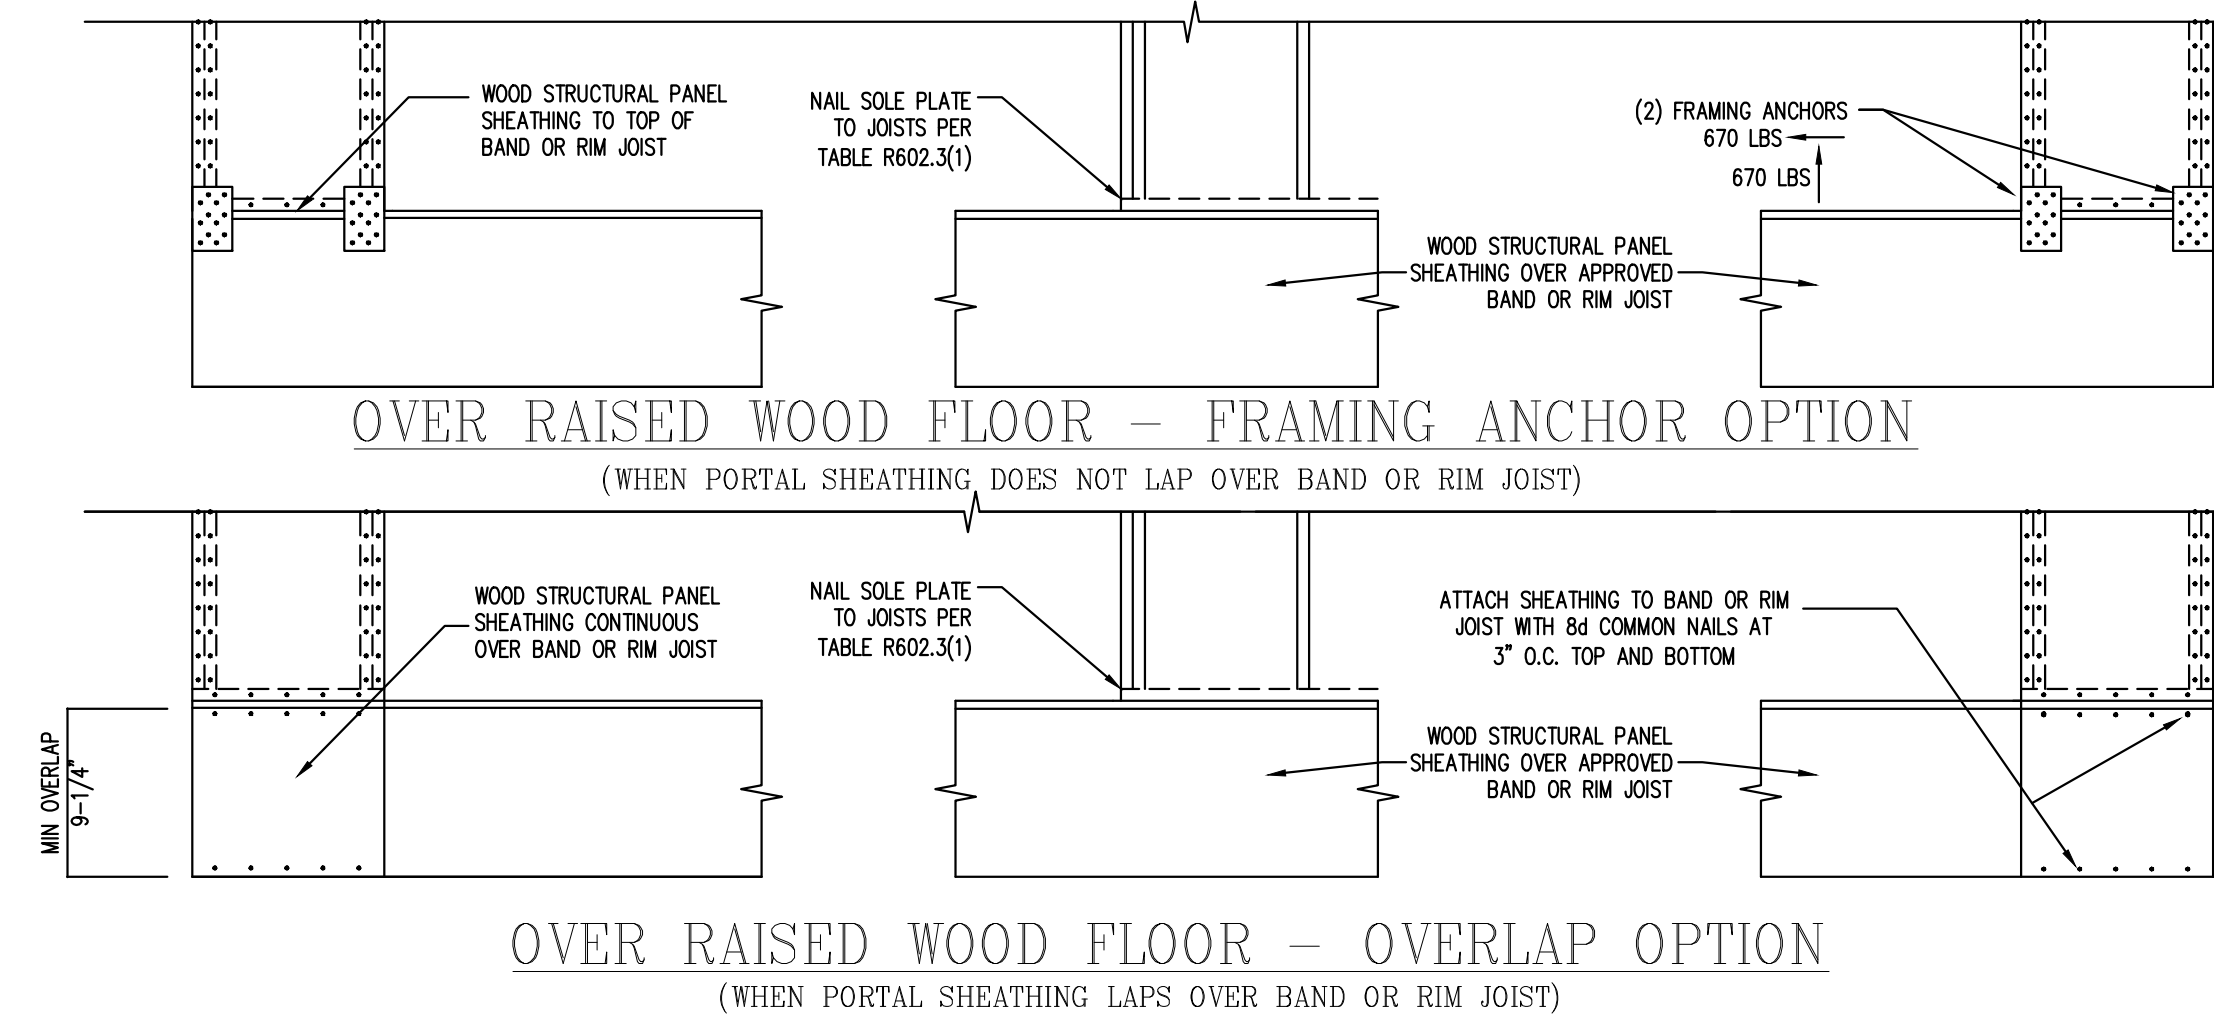 WOOD STRUCTURAL PANEL
SHEATHING TO TOP OF
BAND OR RIM JOIST
NAIL SOLE PLATE
TO JOISTS PER
TABLE R602.3(1)
(2) FRAMING ANCHORS
670 LBS
670 LBS
WOOD STRUCTURAL PANEL
SHEATHING OVER APPROVED
BAND OR RIM JOIST
OVER RAISED WOOD FLOOR – FRAMING ANCHOR OPTION
(WHEN PORTAL SHEATHING DOES NOT LAP OVER BAND OR RIM JOIST)
WOOD STRUCTURAL PANEL
SHEATHING CONTINUOUS
OVER BAND OR RIM JOIST
NAIL SOLE PLATE
TO JOISTS PER
TABLE R602.3(1)
ATTACH SHEATHING TO BAND OR RIM
JOIST WITH 8d COMMON NAILS AT
3" O.C. TOP AND BOTTOM
MIN OVERLAP
9-1/4"
WOOD STRUCTURAL PANEL
SHEATHING OVER APPROVED
BAND OR RIM JOIST
OVER RAISED WOOD FLOOR – OVERLAP OPTION
(WHEN PORTAL SHEATHING LAPS OVER BAND OR RIM JOIST)